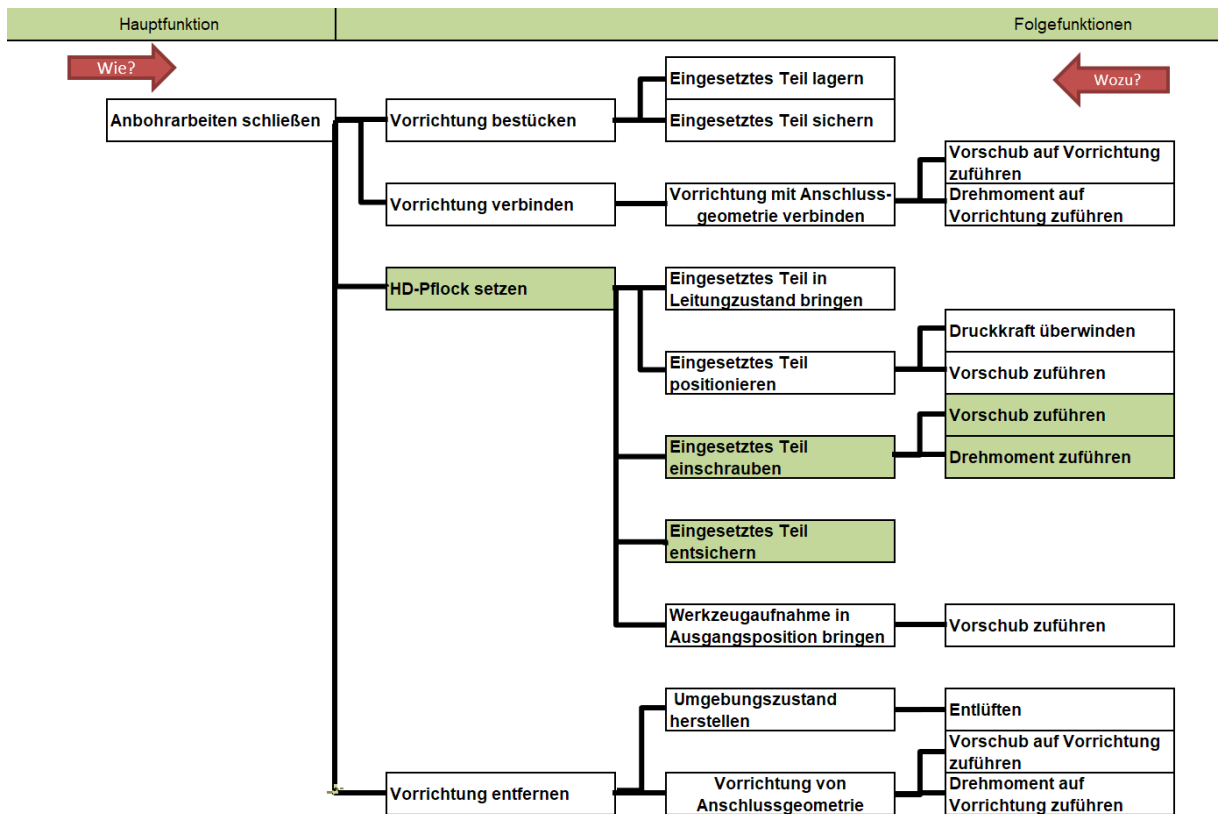 Hauptfunktion
Folgefunktionen
Wie?
Wozu?
Anbohrarbeiten schließen
Vorrichtung bestücken
Eingesetztes Teil lagern
Eingesetztes Teil sichern
Vorrichtung verbinden
Vorrichtung mit Anschluss-
geometrie verbinden
Vorschub auf Vorrichtung
zuführen
Drehmoment auf
Vorrichtung zuführen
HD-Pflock setzen
Eingesetztes Teil in
Leitungzustand bringen
Eingesetztes Teil
positionieren
Druckkraft überwinden
Vorschub zuführen
Eingesetztes Teil
einschrauben
Vorschub zuführen
Drehmoment zuführen
Eingesetztes Teil
entsichern
Werkzeugaufnahme in
Ausgangsposition bringen
Vorschub zuführen
Vorrichtung entfernen
Umgebungszustand
herstellen
Entlüften
Vorrichtung von
Anschlussgeometrie
Vorschub auf Vorrichtung
zuführen
Drehmoment auf
Vorrichtung zuführen